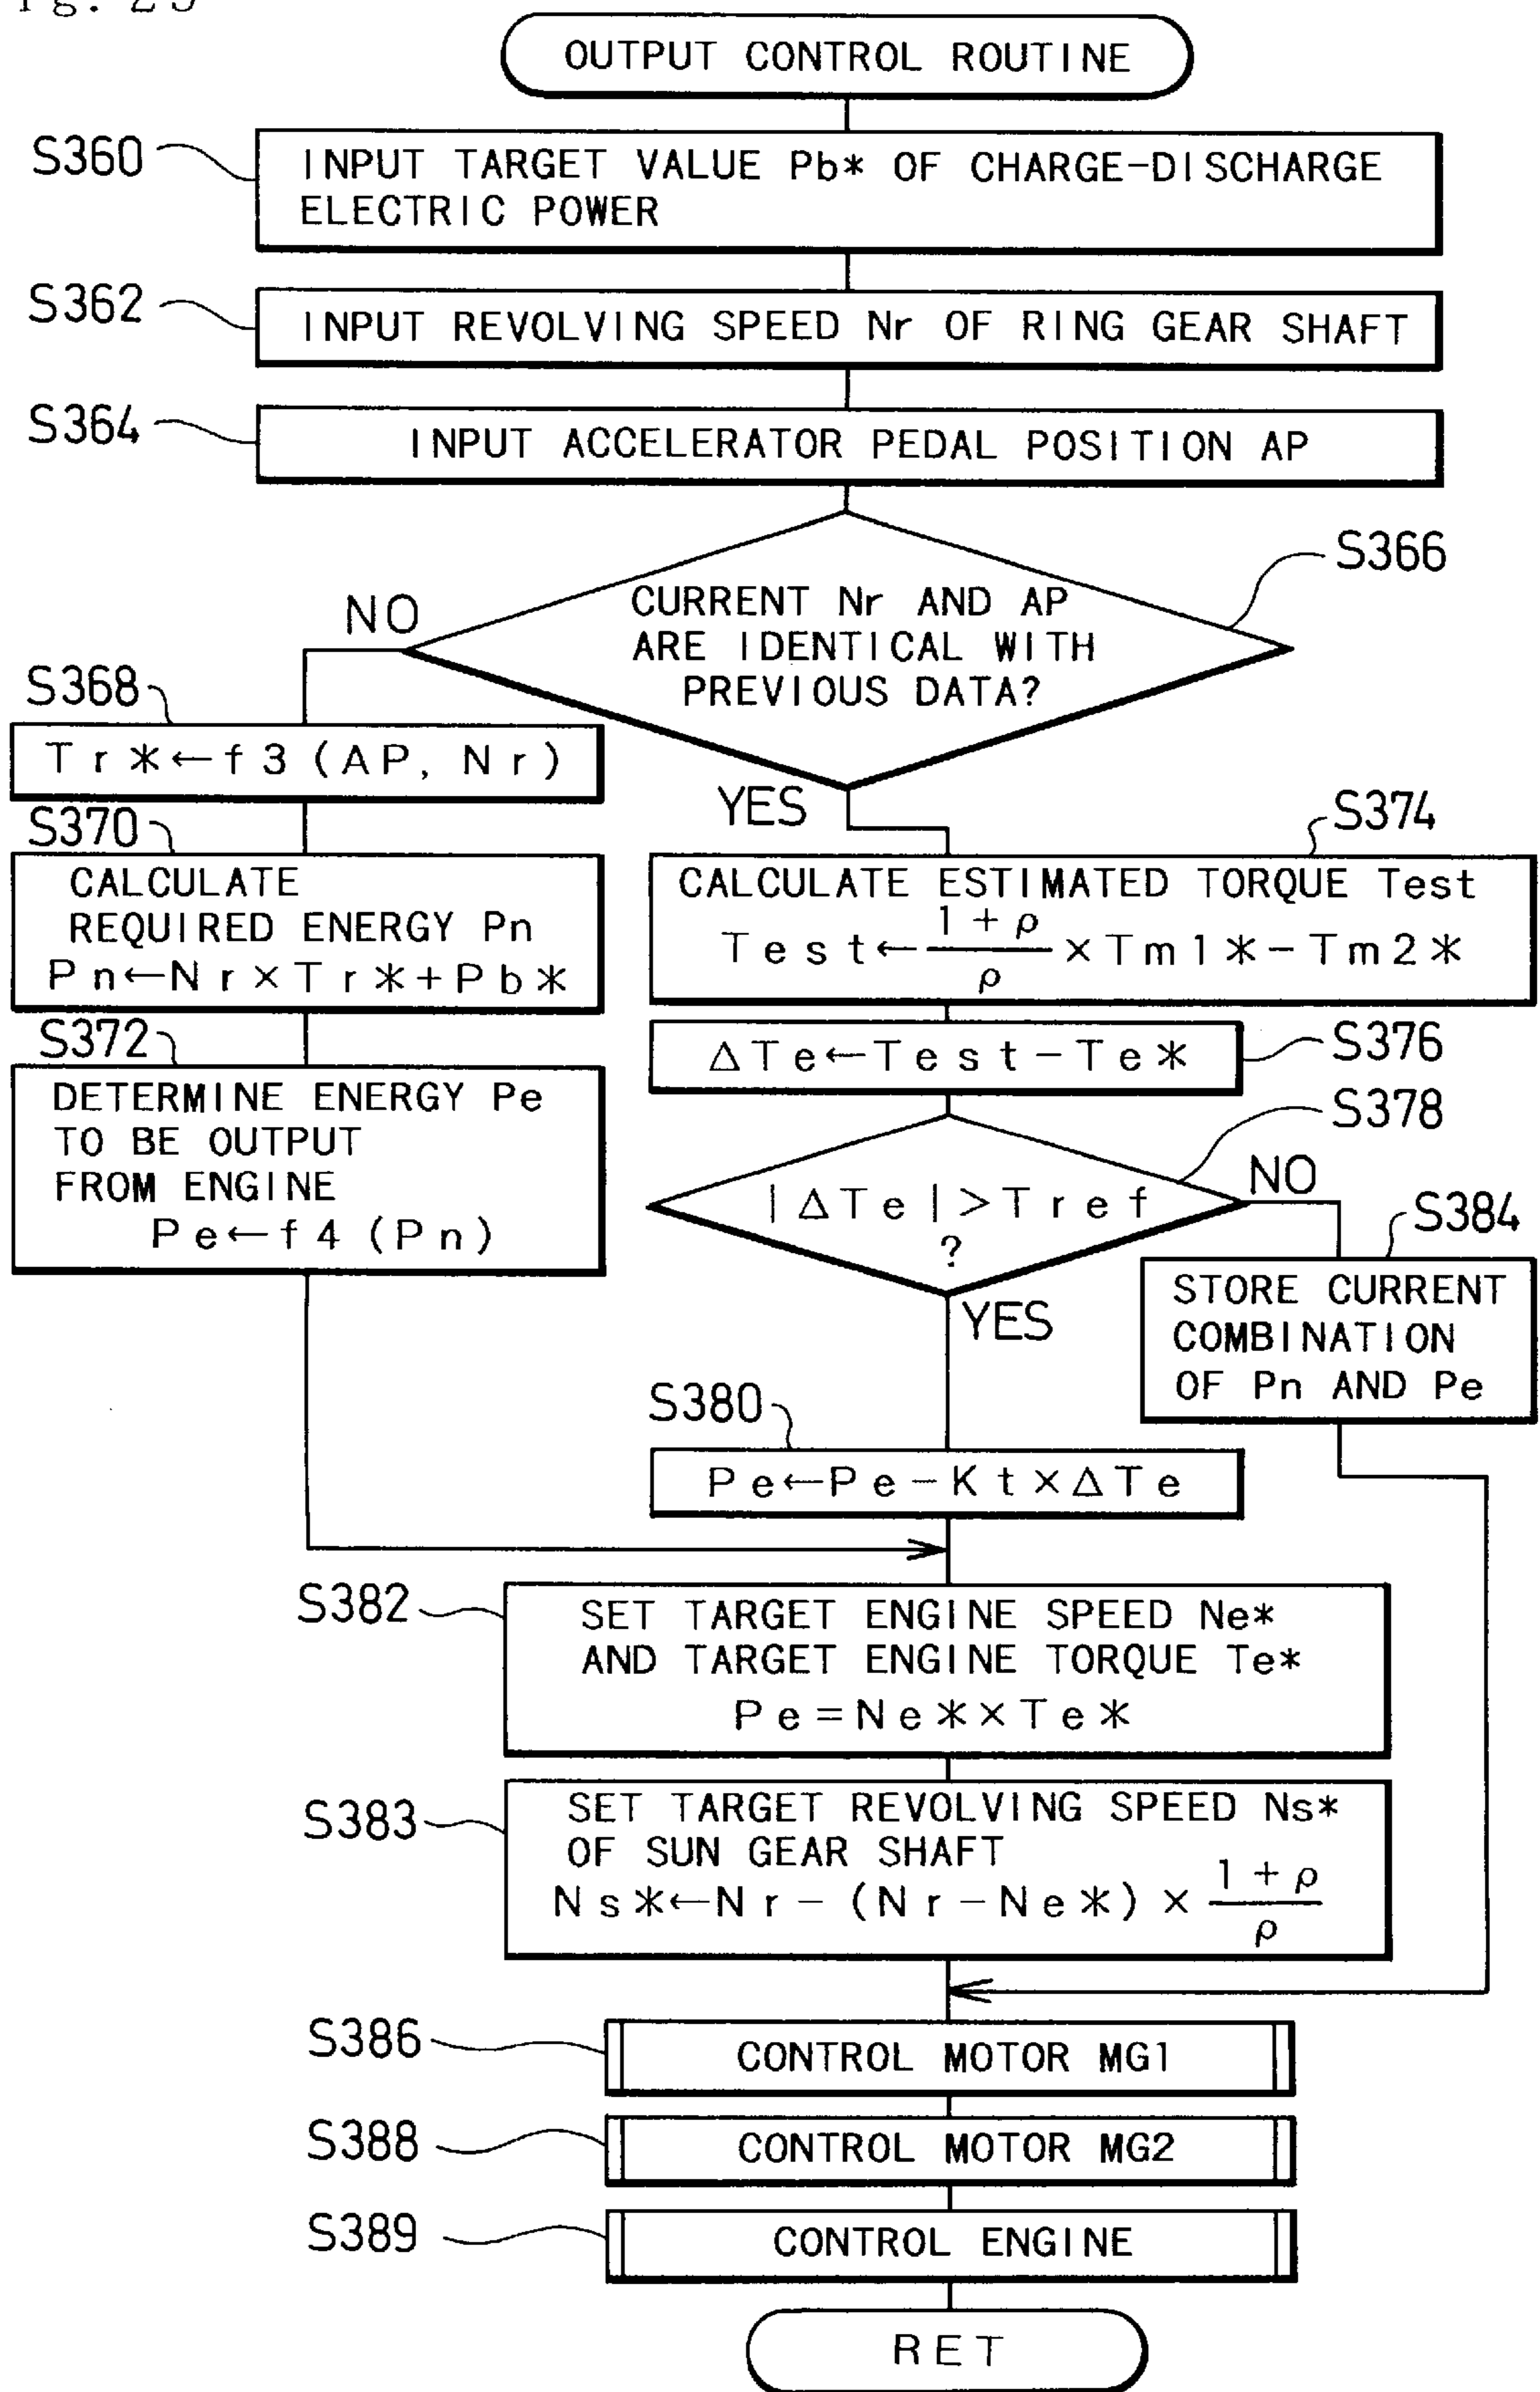 OUTPUT CONTROL ROUTINE
S360
INPUT TARGET VALUE Pb* OF CHARGE-DISCHARGE
ELECTRIC POWER
S362
INPUT REVOLVING SPEED Nr OF RING GEAR SHAFT
S364
INPUT ACCELERATOR PEDAL POSITION AP
S366
CURRENT Nr AND AP
ARE IDENTICAL WITH
PREVIOUS DATA?
NO
YES
S368
Tr*←f3(AP, Nr)
S370
CALCULATE
REQUIRED ENERGY Pn
Pn←Nr×Tr*+Pb*
S372
DETERMINE ENERGY Pe
TO BE OUTPUT
FROM ENGINE
Pe←f4(Pn)
S374
CALCULATE ESTIMATED TORQUE Test
Test←(1+ρ)/ρ×Tm1*−Tm2*
S376
ΔTe←Test−Te*
S378
|ΔTe|>Tref
?
NO
YES
S384
STORE CURRENT
COMBINATION
OF Pn AND Pe
S380
Pe←Pe−Kt×ΔTe
S382
SET TARGET ENGINE SPEED Ne*
AND TARGET ENGINE TORQUE Te*
Pe=Ne*×Te*
S383
SET TARGET REVOLVING SPEED Ns*
OF SUN GEAR SHAFT
Ns*←Nr−(Nr−Ne*)×(1+ρ)/ρ
S386
CONTROL MOTOR MG1
S388
CONTROL MOTOR MG2
S389
CONTROL ENGINE
RET